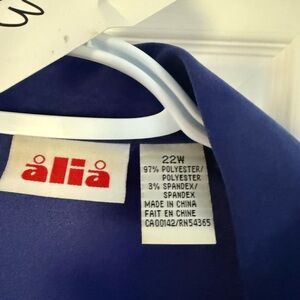 alia
22W
97% POLYESTER/
POLYESTER
3% SPANDEX/
SPANDEX
MADE IN CHINA
FAIT EN CHINE
CA00142/RN54365